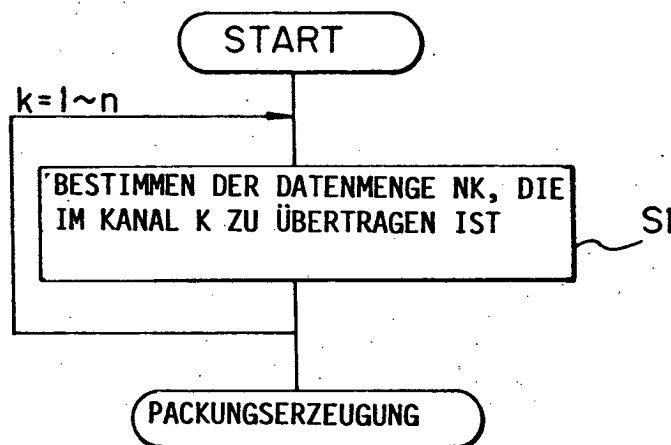 START
k=1~n
BESTIMMEN DER DATENMENGE NK, DIE
IM KANAL K ZU ÜBERTRAGEN IST
S1
PACKUNGSERZEUGUNG